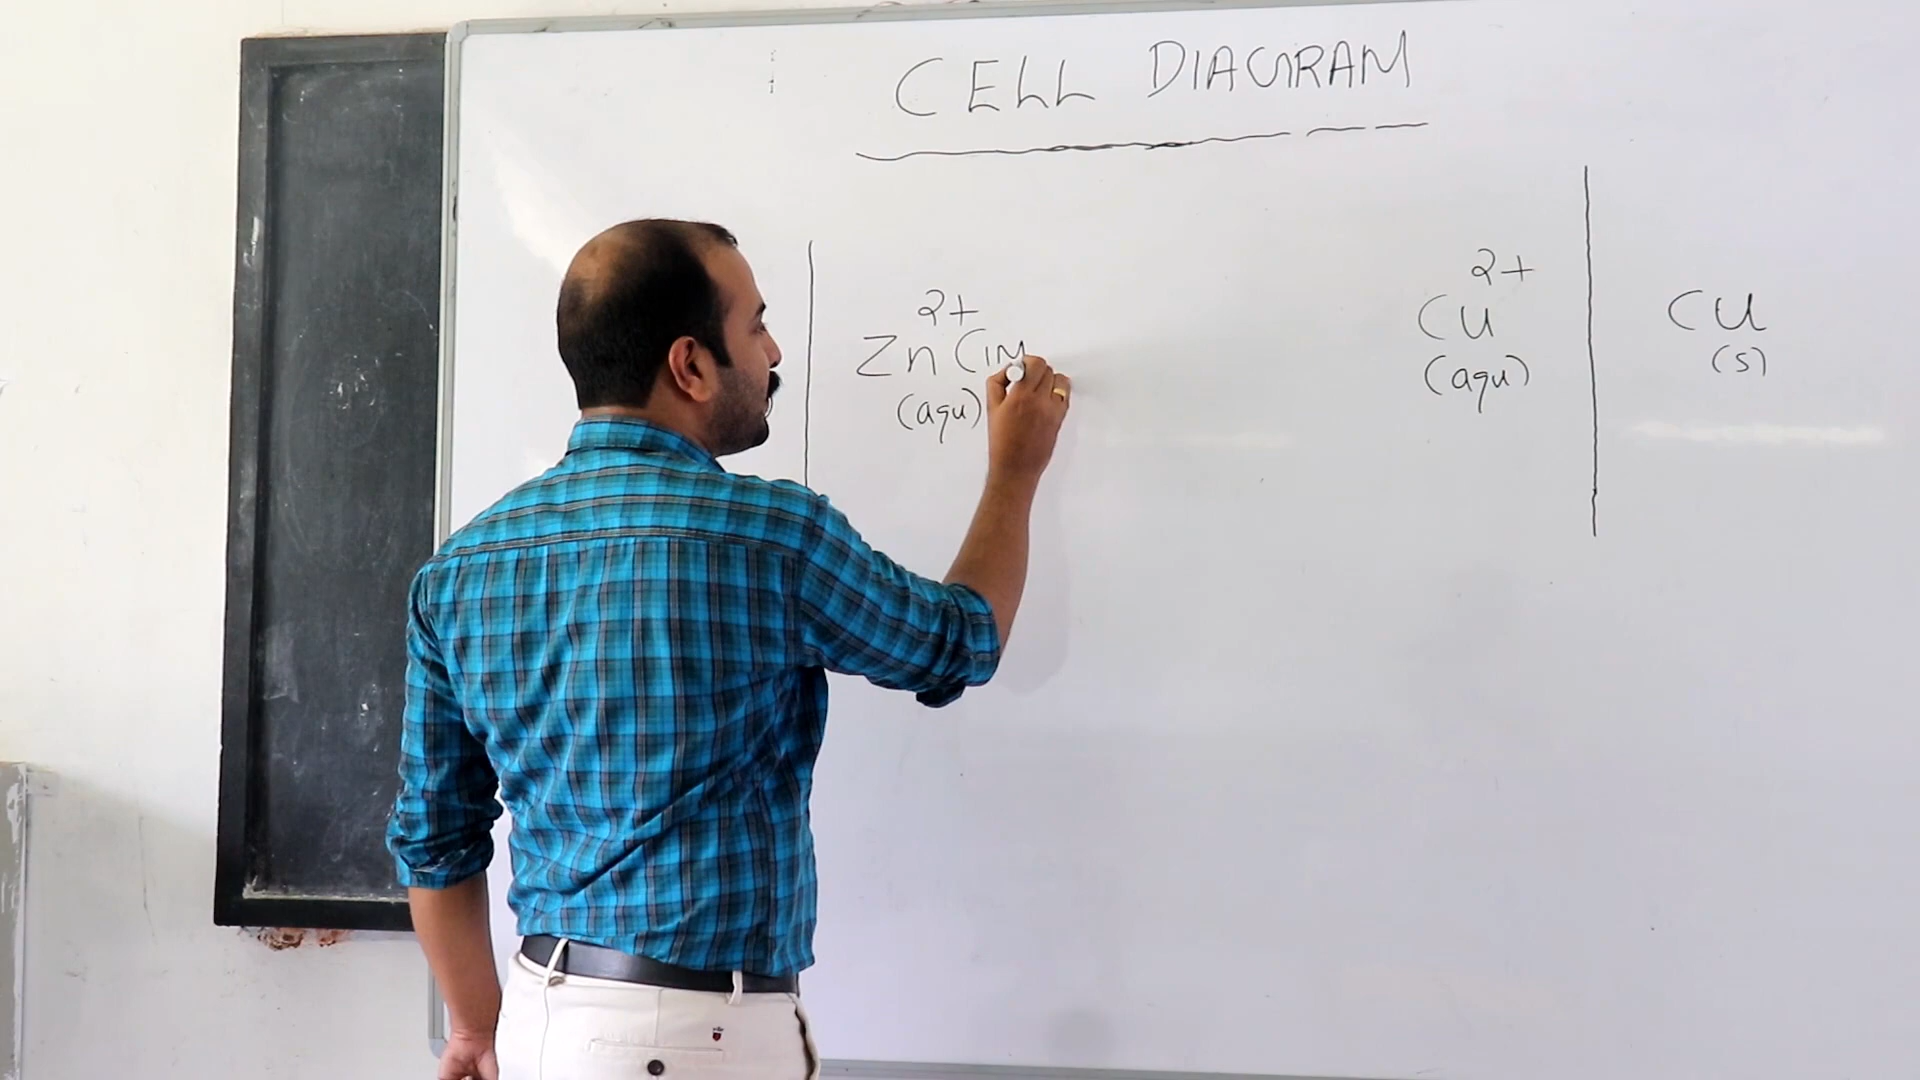 CELL DIAGRAM
2+ 2+
Zn (1M Cu Cu
(aqu) (aqu) (s)